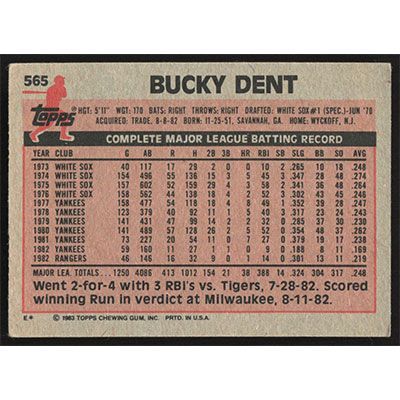 565
BUCKY DENT
Topps
HGT: 5'11" WGT: 170 BATS: RIGHT THROWS: RIGHT DRAFTED: WHITE SOX #1 (SPEC.)-JUN '70
ACQUIRED: TRADE, 8-8-82 BORN: 11-25-51, SAVANNAH, GA. HOME: WYCKOFF, N.J.
COMPLETE MAJOR LEAGUE BATTING RECORD
YEAR CLUB G AB R H 2B 3B HR RBI SB SLG BB SO AVG
1973 WHITE SOX 40 117 17 29 2 0 0 10 2 .265 10 18 .248
1974 WHITE SOX 154 496 55 136 15 3 5 45 3 .347 28 48 .274
1975 WHITE SOX 157 602 52 159 29 4 3 58 2 .341 36 48 .264
1976 WHITE SOX 158 562 44 138 18 4 2 52 3 .302 43 45 .246
1977 YANKEES 158 477 54 118 18 4 8 49 1 .352 39 28 .247
1978 YANKEES 123 379 40 92 11 1 5 40 3 .317 23 24 .243
1979 YANKEES 141 431 47 99 14 2 2 32 0 .285 37 30 .230
1980 YANKEES 141 489 57 128 26 2 5 52 0 .354 48 37 .262
1981 YANKEES 73 227 20 54 11 0 7 27 0 .379 19 17 .238
1982 YANKEES 59 160 11 27 1 1 0 9 0 .188 8 11 .169
1982 RANGERS 46 146 16 32 9 0 1 14 0 .301 13 10 .219
MAJOR LEA. TOTALS 1250 4086 413 1012 154 21 38 388 14 .324 304 317 .248
Went 2-for-4 with 3 RBI's vs. Tigers, 7-28-82. Scored
winning Run in verdict at Milwaukee, 8-11-82.
E* © 1983 TOPPS CHEWING GUM, INC. PRTD. IN U.S.A.